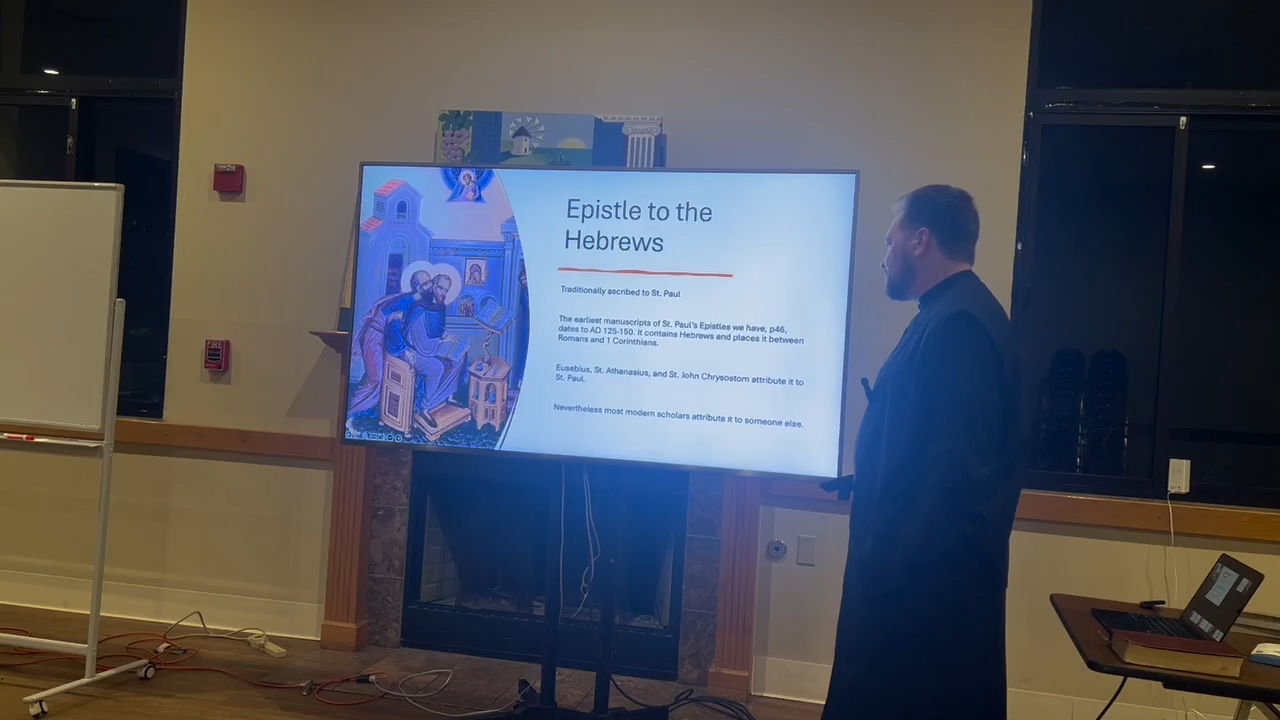 Epistle to the
Hebrews
Traditionally ascribed to St. Paul
The earliest manuscripts of St. Paul's Epistles we have, p46,
dates to AD 125-150. It contains Hebrews and places it between
Romans and 1 Corinthians.
Eusebius, St. Athanasius, and St. John Chrysostom attribute it to
St. Paul.
Nevertheless most modern scholars attribute it to someone else.
FIRE